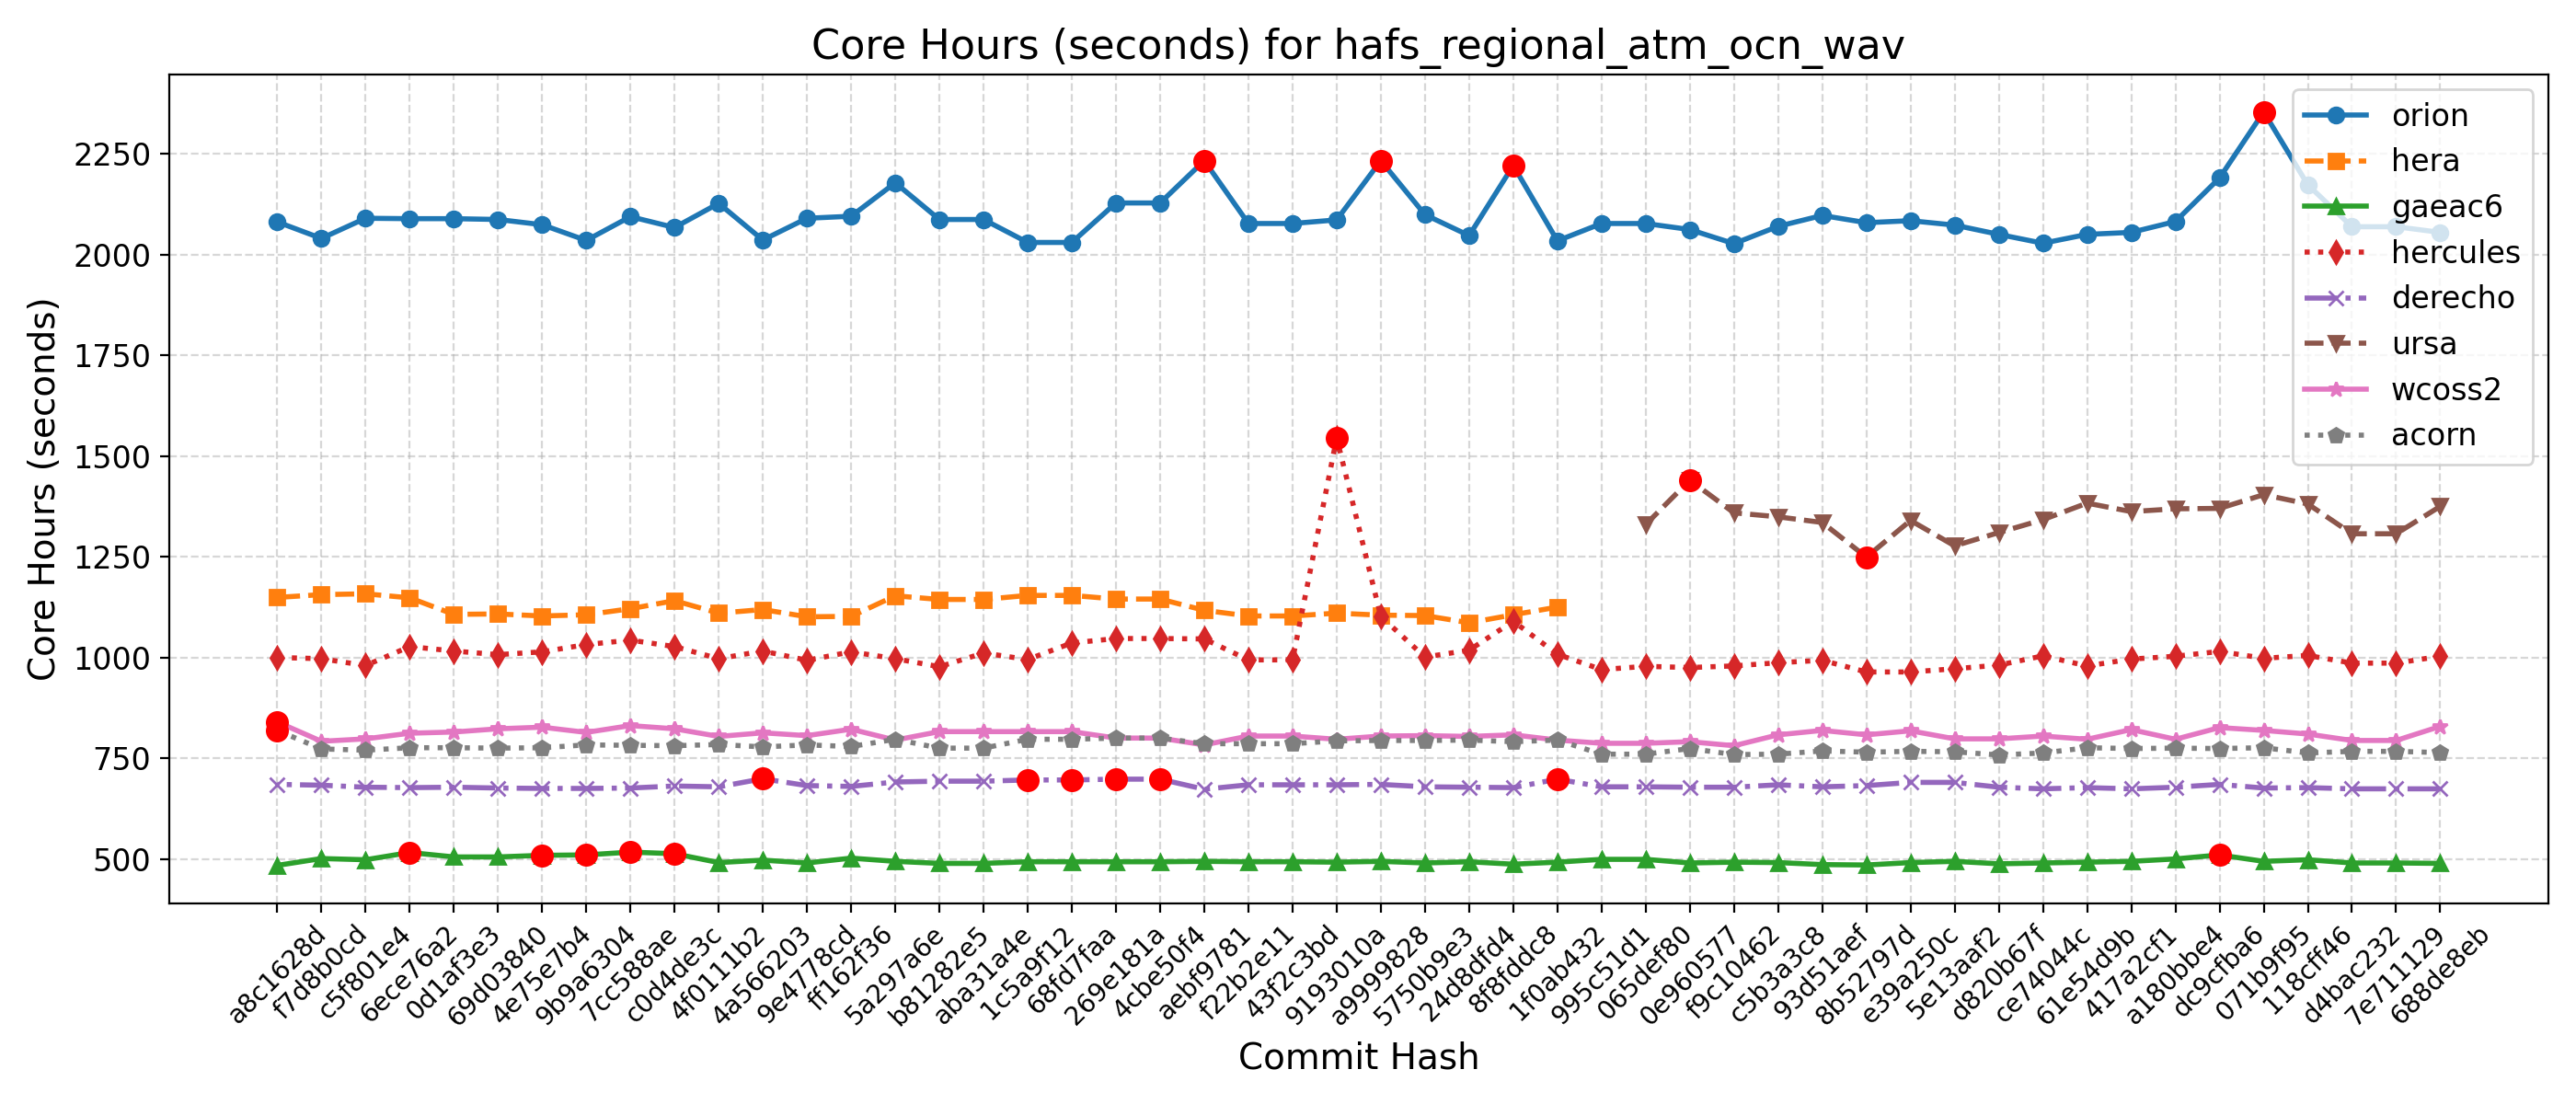 Core Hours (seconds) for hafs_regional_atm_ocn_wav
Core Hours (seconds)
2250
2000
1750
1500
1250
1000
750
500
orion
hera
gaeac6
hercules
derecho
ursa
wcoss2
acorn
a8c1628d
f7d8b0cd
c5f801e4
6ece76a2
0d1af3e3
69d03840
4e75e7b4
9b9a6304
7cc588ae
c0d4de3c
4f0111b2
4a566203
9e4778cd
ff162f36
5a297a6e
b81282e5
aba31a4e
1c5a9f12
68fd7faa
269e181a
4cbe50f4
aebf9781
f22b2e11
43f2c3bd
9193010a
a9999828
5750b9e3
24d8dfd4
8f8fddc8
1f0ab432
995c51d1
065def80
0e960577
f9c10462
c5b3a3c8
93d51aef
8b52797d
e39a250c
5e13aaf2
d820b67f
ce74044c
61e54d9b
417a2cf1
a180bbe4
dc9cfba6
071b9f95
118cff46
d4bac232
7e711129
688de8eb
Commit Hash